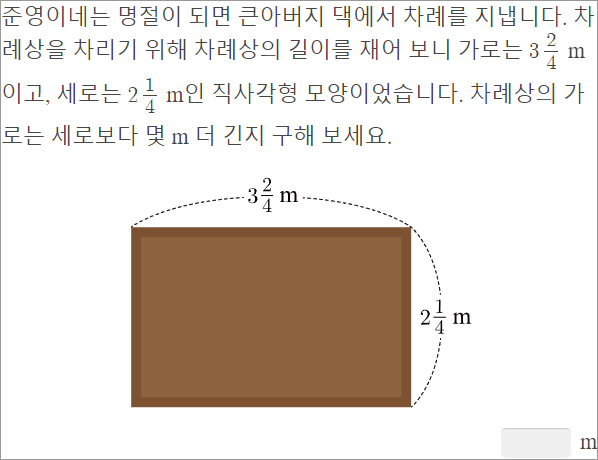 준영이네는 명절이 되면 큰아버지 댁에서 차례를 지냅니다. 차
례상을 차리기 위해 차례상의 길이를 재어 보니 가로는 3 2/4 m
이고, 세로는 2 1/4 m인 직사각형 모양이었습니다. 차례상의 가
로는 세로보다 몇 m 더 긴지 구해 보세요.
3 2/4 m
2 1/4 m
m